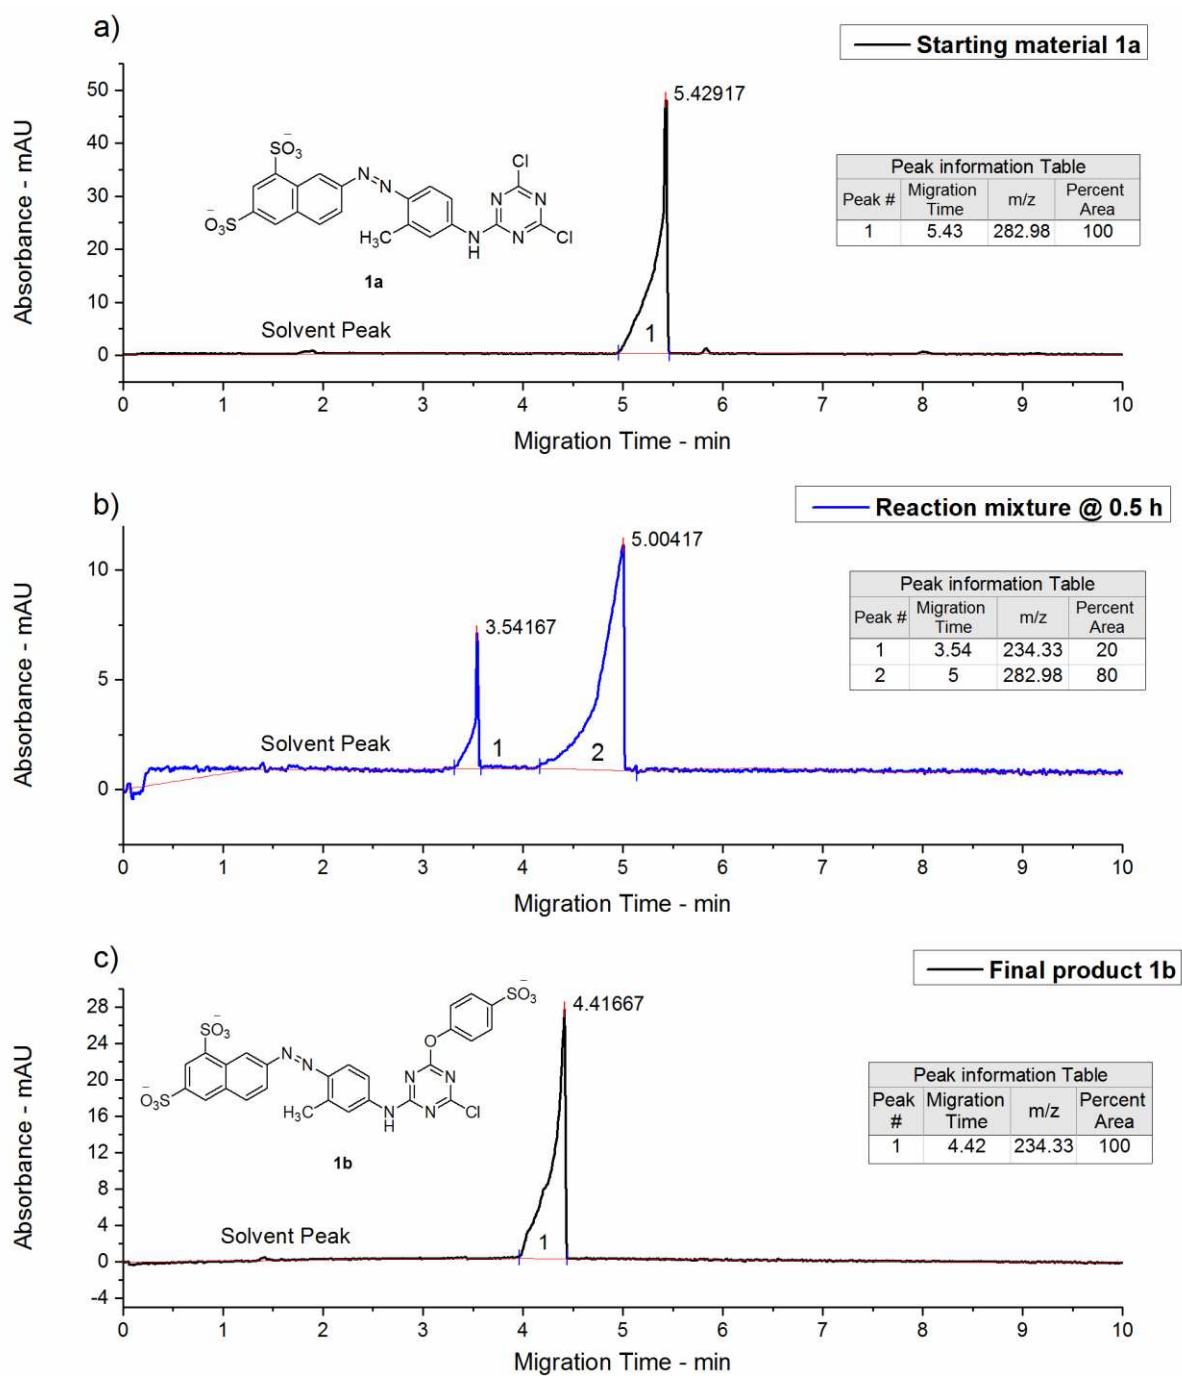 a)
Starting material 1a
5.42917
Absorbance - mAU
50
40
30
20
10
0
SO3
-
-
O3S
N
N
CH3
N
H
N
N
N
Cl
Cl
1a
Solvent Peak
1
Peak information Table
Peak # Migration Time m/z Percent Area
1 5.43 282.98 100
0 1 2 3 4 5 6 7 8 9 10
Migration Time - min
b)
Reaction mixture @ 0.5 h
Absorbance - mAU
10
5
0
3.54167
5.00417
Solvent Peak
1
2
Peak information Table
Peak # Migration Time m/z Percent Area
1 3.54 234.33 20
2 5 282.98 80
0 1 2 3 4 5 6 7 8 9 10
Migration Time - min
c)
Final product 1b
Absorbance - mAU
28
24
20
16
12
8
4
0
-4
4.41667
SO3
-
-
O3S
N
N
CH3
N
H
N
N
N
O
SO3
-
Cl
1b
Solvent Peak
1
Peak information Table
Peak # Migration Time m/z Percent Area
1 4.42 234.33 100
0 1 2 3 4 5 6 7 8 9 10
Migration Time - min